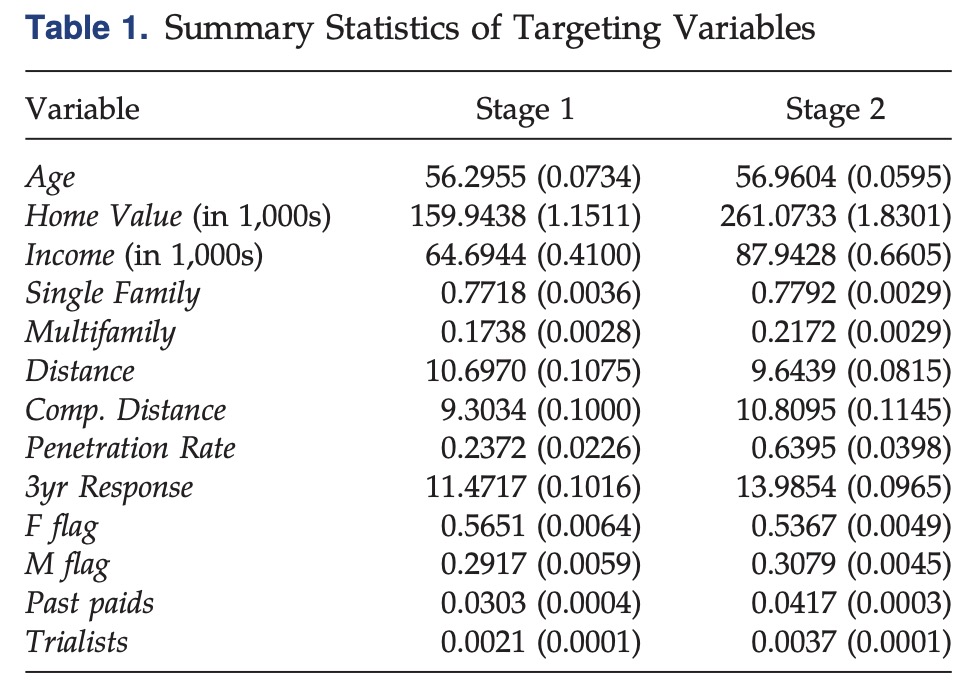 Table 1. Summary Statistics of Targeting Variables
Variable Stage 1 Stage 2
Age 56.2955 (0.0734) 56.9604 (0.0595)
Home Value (in 1,000s) 159.9438 (1.1511) 261.0733 (1.8301)
Income (in 1,000s) 64.6944 (0.4100) 87.9428 (0.6605)
Single Family 0.7718 (0.0036) 0.7792 (0.0029)
Multifamily 0.1738 (0.0028) 0.2172 (0.0029)
Distance 10.6970 (0.1075) 9.6439 (0.0815)
Comp. Distance 9.3034 (0.1000) 10.8095 (0.1145)
Penetration Rate 0.2372 (0.0226) 0.6395 (0.0398)
3yr Response 11.4717 (0.1016) 13.9854 (0.0965)
F flag 0.5651 (0.0064) 0.5367 (0.0049)
M flag 0.2917 (0.0059) 0.3079 (0.0045)
Past paids 0.0303 (0.0004) 0.0417 (0.0003)
Trialists 0.0021 (0.0001) 0.0037 (0.0001)